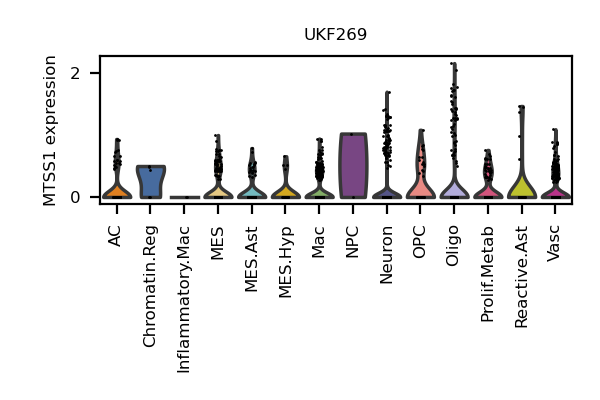 UKF269
MTSS1 expression
2
0
AC
Chromatin.Reg
Inflammatory.Mac
MES
MES.Ast
MES.Hyp
Mac
NPC
Neuron
OPC
Oligo
Prolif.Metab
Reactive.Ast
Vasc